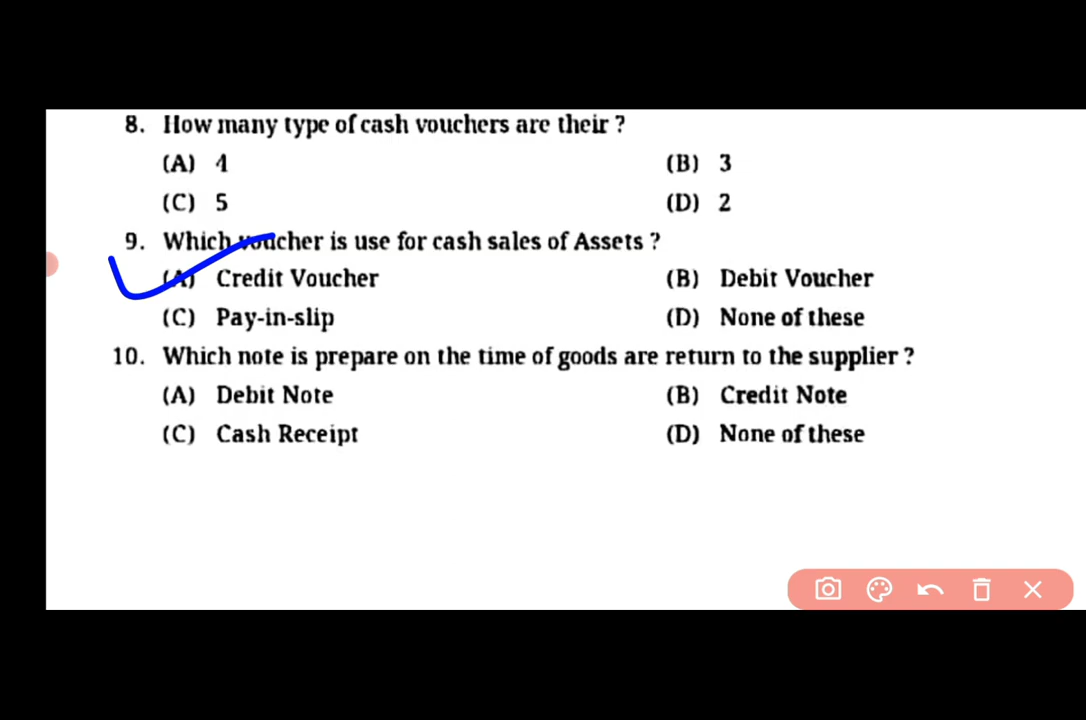 8. How many type of cash vouchers are their ?
(A) 4 (B) 3
(C) 5 (D) 2
9. Which voucher is use for cash sales of Assets ?
(A) Credit Voucher (B) Debit Voucher
(C) Pay-in-slip (D) None of these
10. Which note is prepare on the time of goods are return to the supplier ?
(A) Debit Note (B) Credit Note
(C) Cash Receipt (D) None of these